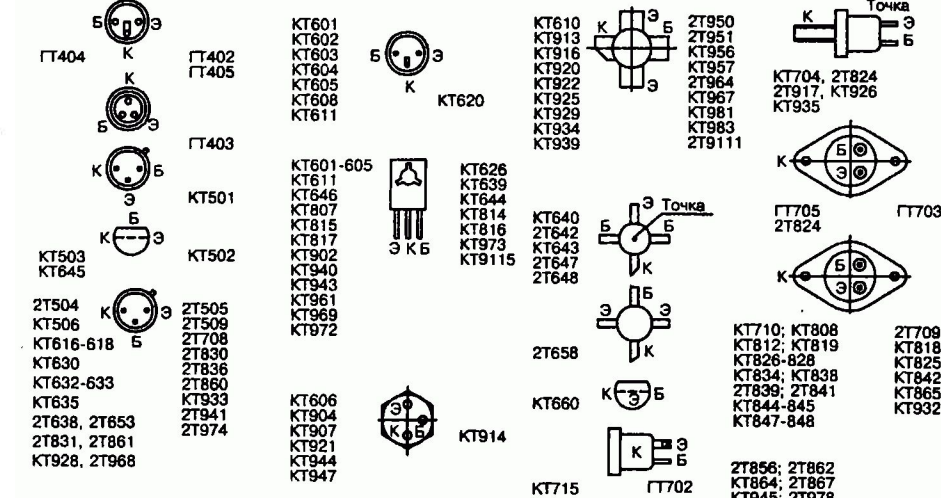 Б Э
К
ГТ404
ГТ402
ГТ405
К
Б Э
ГТ403
К Б
Э
КТ501
Б
К Э
КТ503
КТ645
КТ502
2Т504
КТ506
КТ616-618
КТ630
КТ632-633
КТ635
2Т638, 2Т653
2Т831, 2Т861
КТ928, 2Т968
К Э
Б
2Т505
2Т509
2Т708
2Т830
2Т836
2Т860
КТ933
2Т941
2Т974
КТ601
КТ602
КТ603
КТ604
КТ605
КТ608
КТ611
Б Э
К
КТ620
КТ601-605
КТ611
КТ646
КТ807
КТ815
КТ817
КТ902
КТ940
КТ943
КТ961
КТ969
КТ972
Э К Б
КТ626
КТ639
КТ644
КТ814
КТ816
КТ973
КТ9115
КТ606
КТ904
КТ907
КТ921
КТ944
КТ947
Э
К Б
КТ914
КТ610
КТ913
КТ916
КТ920
КТ922
КТ925
КТ929
КТ934
КТ939
Э
К Б
Э
2Т950
2Т951
КТ956
КТ957
2Т964
КТ967
КТ981
КТ983
2Т9111
КТ640
2Т642
КТ643
2Т647
2Т648
Э Точка
Б Б
К
2Т658
Б
Э Э
К
КТ660
К Э Б
КТ715
К Э
Б
ГТ702
Точка
К Э
Б
КТ704, 2Т824
2Т917, КТ926
КТ935
К Б
Э
ГТ705
2Т824
ГТ703
К Б
Э
КТ710; КТ808
КТ812; КТ819
КТ826-828
КТ834; КТ838
2Т839; 2Т841
КТ844-845
КТ847-848
2Т709
КТ818
КТ825
КТ842
КТ865
КТ932
2Т856; 2Т862
КТ864; 2Т867
КТ945; 2Т978